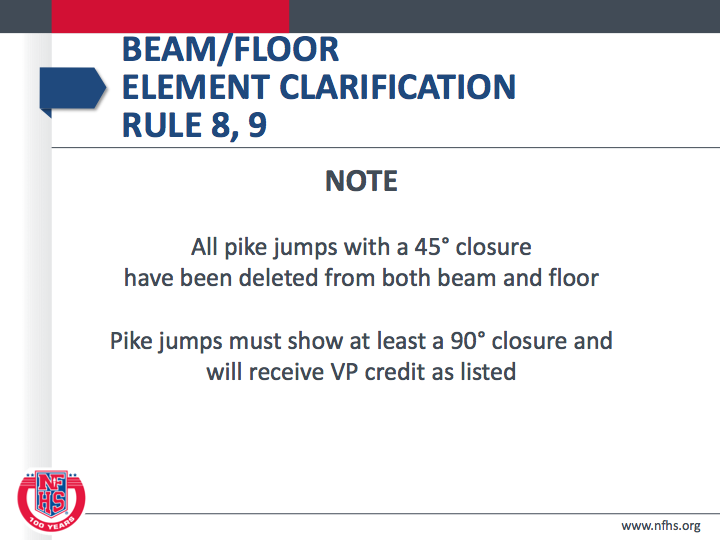 BEAM/FLOOR
ELEMENT CLARIFICATION
RULE 8, 9
NOTE
All pike jumps with a 45° closure
have been deleted from both beam and floor
Pike jumps must show at least a 90° closure and
will receive VP credit as listed
NF
HS
100 YEARS
www.nfhs.org